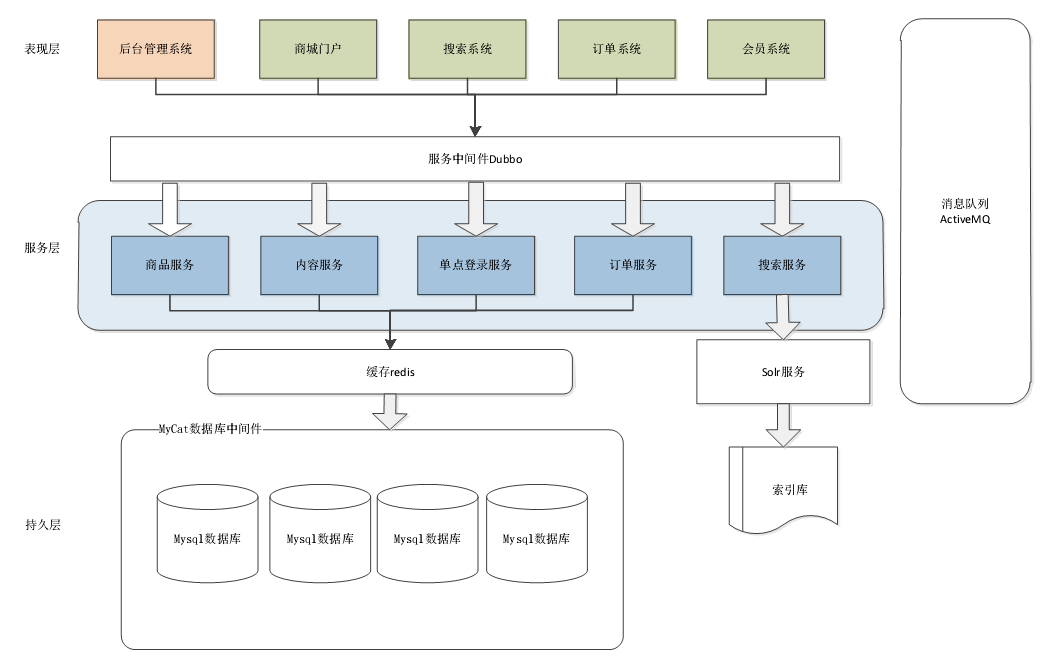 表现层
后台管理系统
商城门户
搜索系统
订单系统
会员系统
服务中间件Dubbo
消息队列
ActiveMQ
服务层
商品服务
内容服务
单点登录服务
订单服务
搜索服务
缓存redis
Solr服务
MyCat数据库中间件
索引库
持久层
Mysql数据库
Mysql数据库
Mysql数据库
Mysql数据库